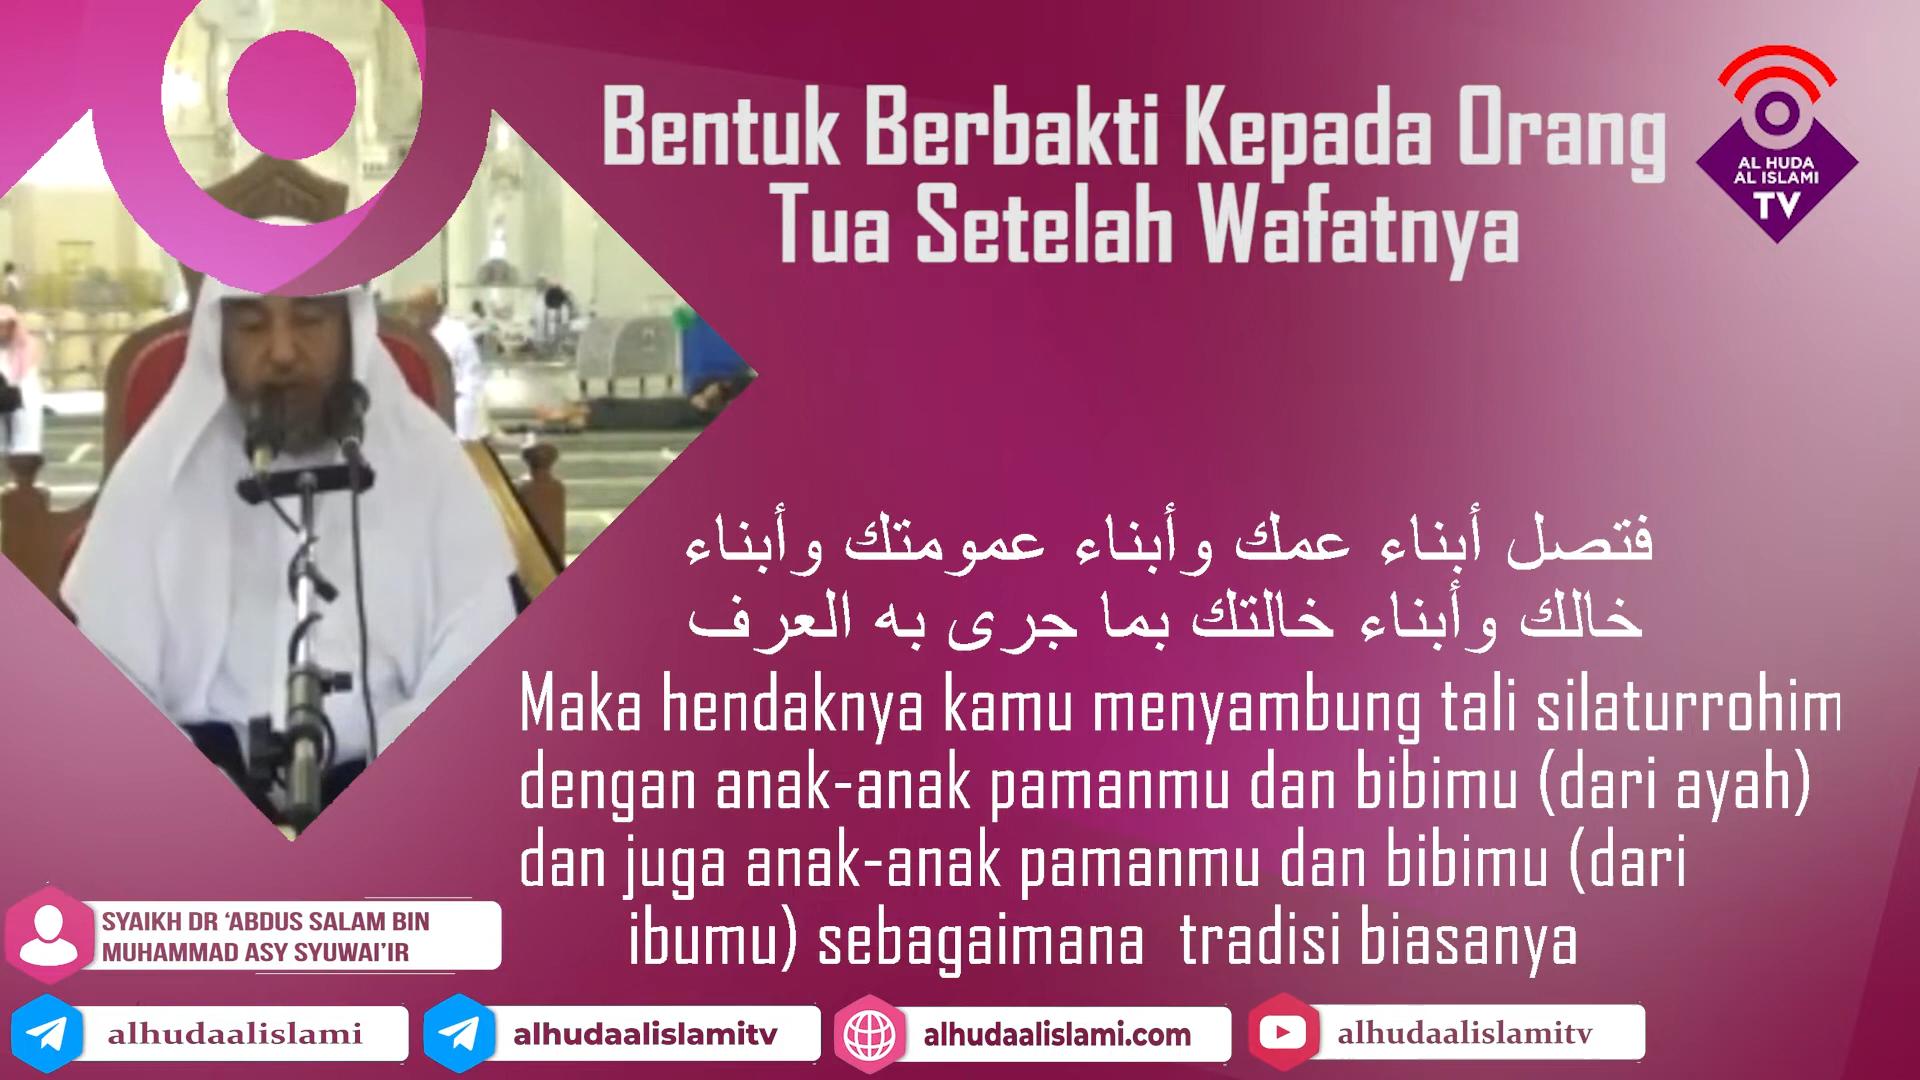 Bentuk Berbakti Kepada Orang
Tua Setelah Wafatnya
AL HUDA
AL ISLAMI
TV
فتصل أبناء عمك وأبناء عمومتك وأبناء
خالك وأبناء خالتك بما جرى به العرف
Maka hendaknya kamu menyambung tali silaturrohim
dengan anak-anak pamanmu dan bibimu (dari ayah)
dan juga anak-anak pamanmu dan bibimu (dari
ibumu) sebagaimana  tradisi biasanya
SYAIKH DR ‘ABDUS SALAM BIN
MUHAMMAD ASY SYUWAI’IR
alhudaalislami
alhudaalislamitv
alhudaalislami.com
alhudaalislamitv